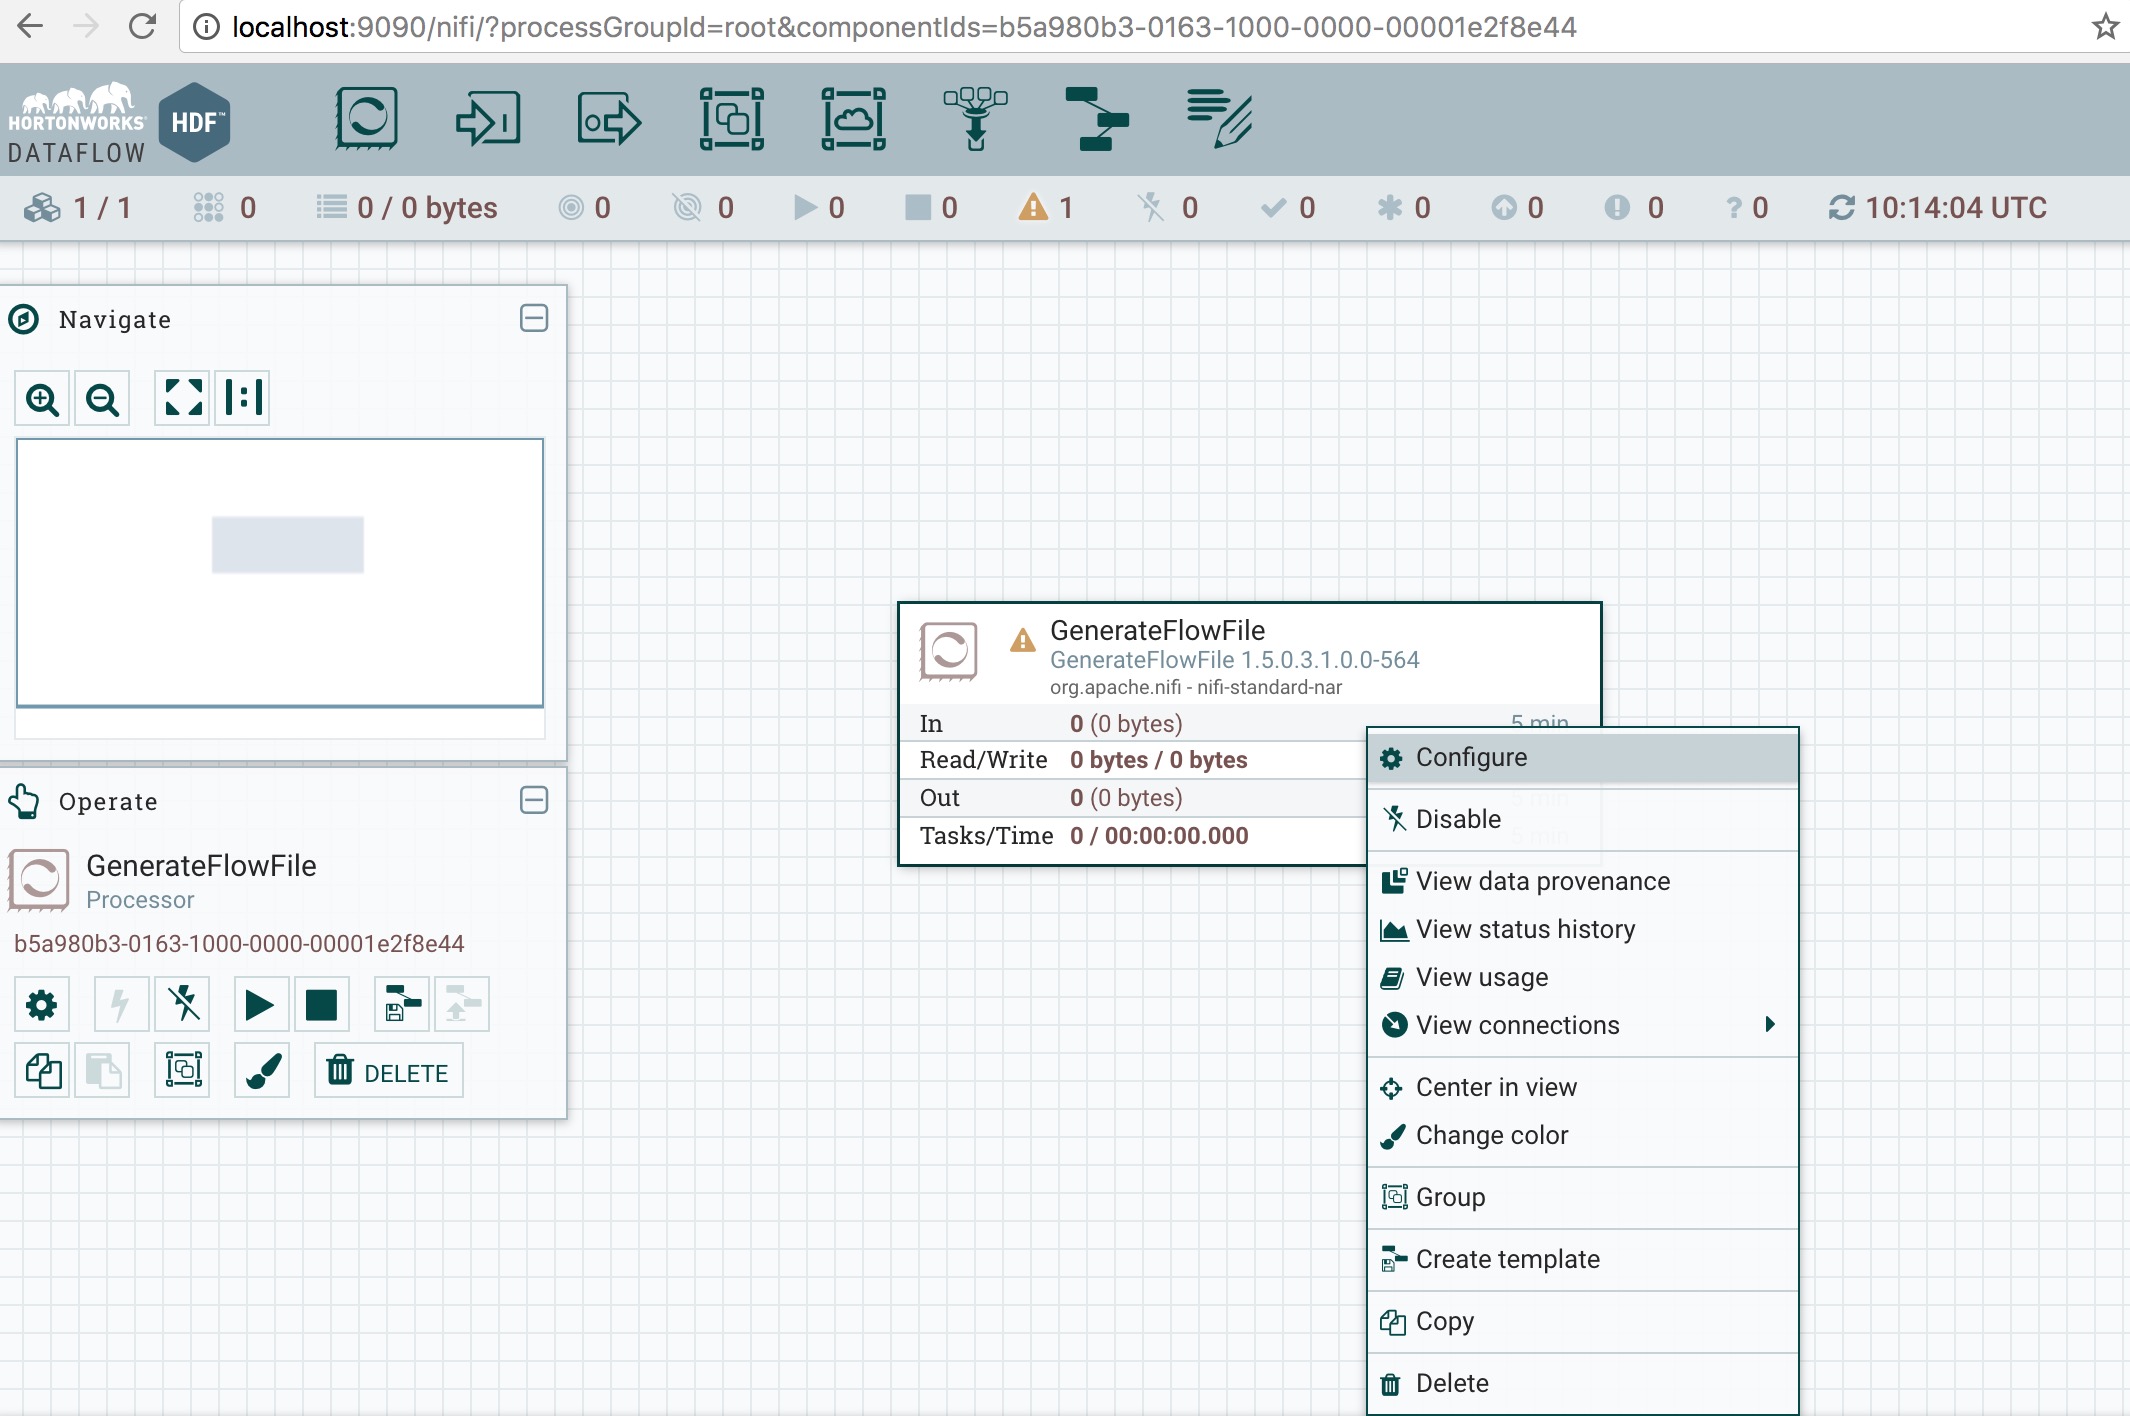 localhost:9090/nifi/?processGroupId=root&componentIds=b5a980b3-0163-1000-0000-00001e2f8e44
HORTONWORKS
DATAFLOW
HDF™
1 / 1
0
0 / 0 bytes
0
0
0
0
1
0
0
0
0
0
? 0
10:14:04 UTC
Navigate
Operate
GenerateFlowFile
Processor
b5a980b3-0163-1000-0000-00001e2f8e44
DELETE
GenerateFlowFile
GenerateFlowFile 1.5.0.3.1.0.0-564
org.apache.nifi - nifi-standard-nar
In 0 (0 bytes) 5 min
Read/Write 0 bytes / 0 bytes
Out 0 (0 bytes) 5 min
Tasks/Time 0 / 00:00:00.000 5 min
Configure
Disable
View data provenance
View status history
View usage
View connections
Center in view
Change color
Group
Create template
Copy
Delete